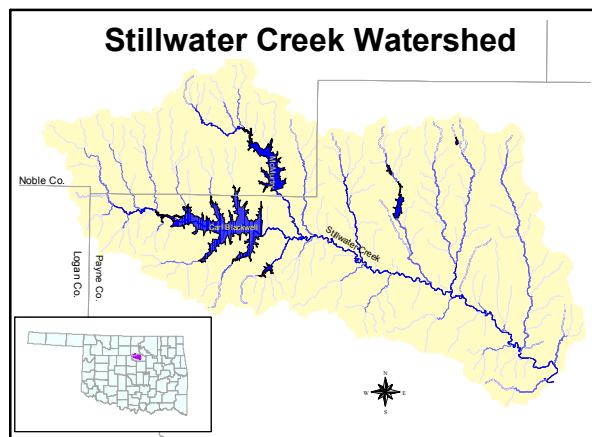 Stillwater Creek Watershed
Noble Co.
Carl Blackwell
Stillwater Creek
Logan Co.
Payne Co.
N
W
E
S